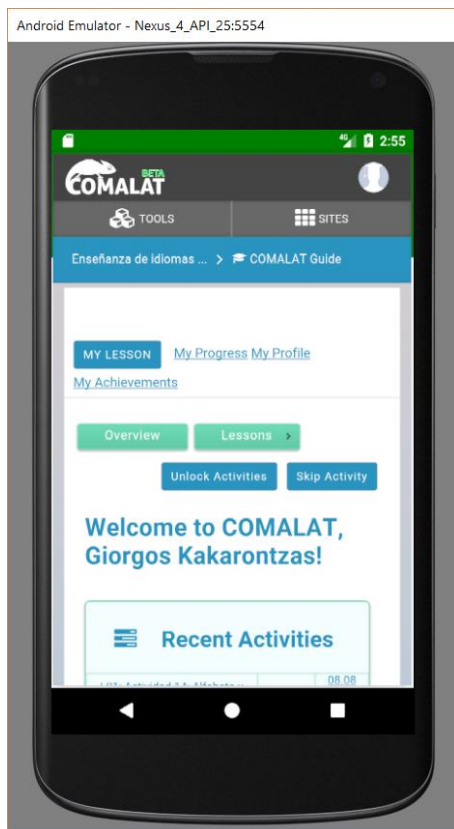 Android Emulator - Nexus_4_API_25:5554
4G 2:55
BETA
COMALAT
TOOLS SITES
Enseñanza de idiomas ... > COMALAT Guide
MY LESSON My Progress My Profile
My Achievements
Overview Lessons >
Unlock Activities Skip Activity
Welcome to COMALAT,
Giorgos Kakarontzas!
Recent Activities
08.08